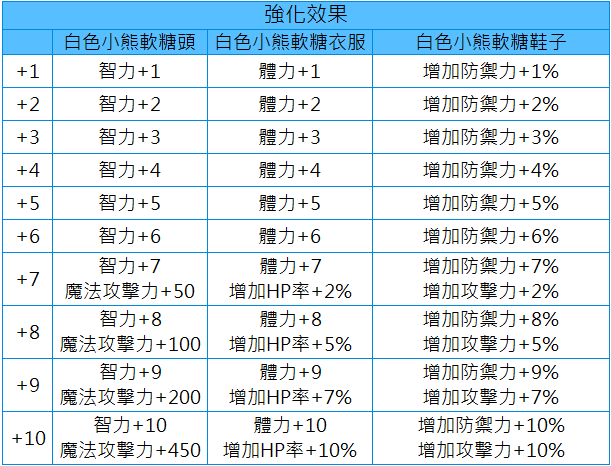 強化效果
白色小熊軟糖頭 白色小熊軟糖衣服 白色小熊軟糖鞋子
+1 智力+1 體力+1 增加防禦力+1%
+2 智力+2 體力+2 增加防禦力+2%
+3 智力+3 體力+3 增加防禦力+3%
+4 智力+4 體力+4 增加防禦力+4%
+5 智力+5 體力+5 增加防禦力+5%
+6 智力+6 體力+6 增加防禦力+6%
+7 智力+7 體力+7 增加防禦力+7%
魔法攻擊力+50 增加HP率+2% 增加攻擊力+2%
+8 智力+8 體力+8 增加防禦力+8%
魔法攻擊力+100 增加HP率+5% 增加攻擊力+5%
+9 智力+9 體力+9 增加防禦力+9%
魔法攻擊力+200 增加HP率+7% 增加攻擊力+7%
+10 智力+10 體力+10 增加防禦力+10%
魔法攻擊力+450 增加HP率+10% 增加攻擊力+10%